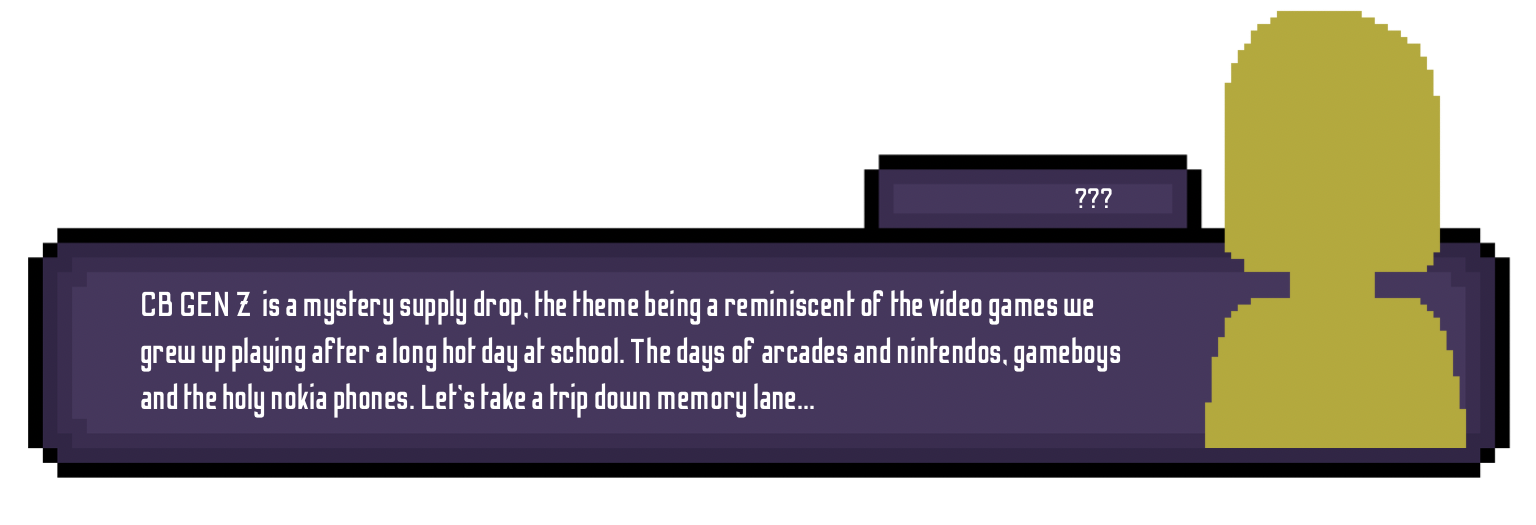 ???
CB GEN Z is a mystery supply drop, the theme being a reminiscent of the video games we
grew up playing after a long hot day at school. The days of arcades and nintendos, gameboys
and the holy nokia phones. Let`s take a trip down memory lane...